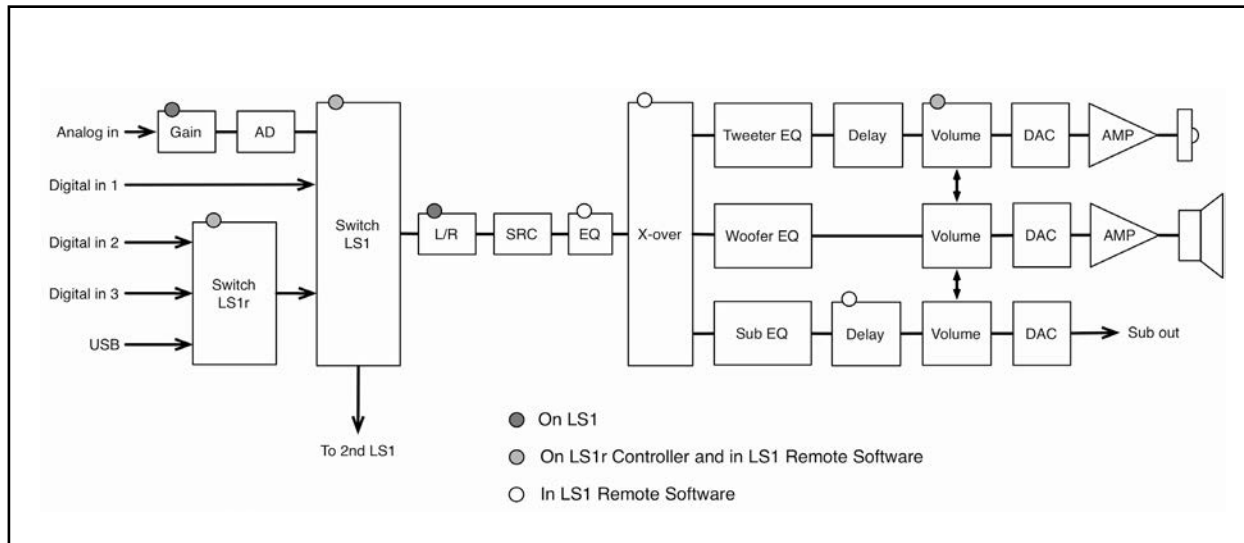 Analog in
Gain
AD
Digital in 1
Digital in 2
Digital in 3
USB
Switch
LS1r
Switch
LS1
To 2nd LS1
L/R
SRC
EQ
X-over
Tweeter EQ
Delay
Volume
DAC
AMP
Woofer EQ
Volume
DAC
AMP
Sub EQ
Delay
Volume
DAC
Sub out
On LS1
On LS1r Controller and in LS1 Remote Software
In LS1 Remote Software